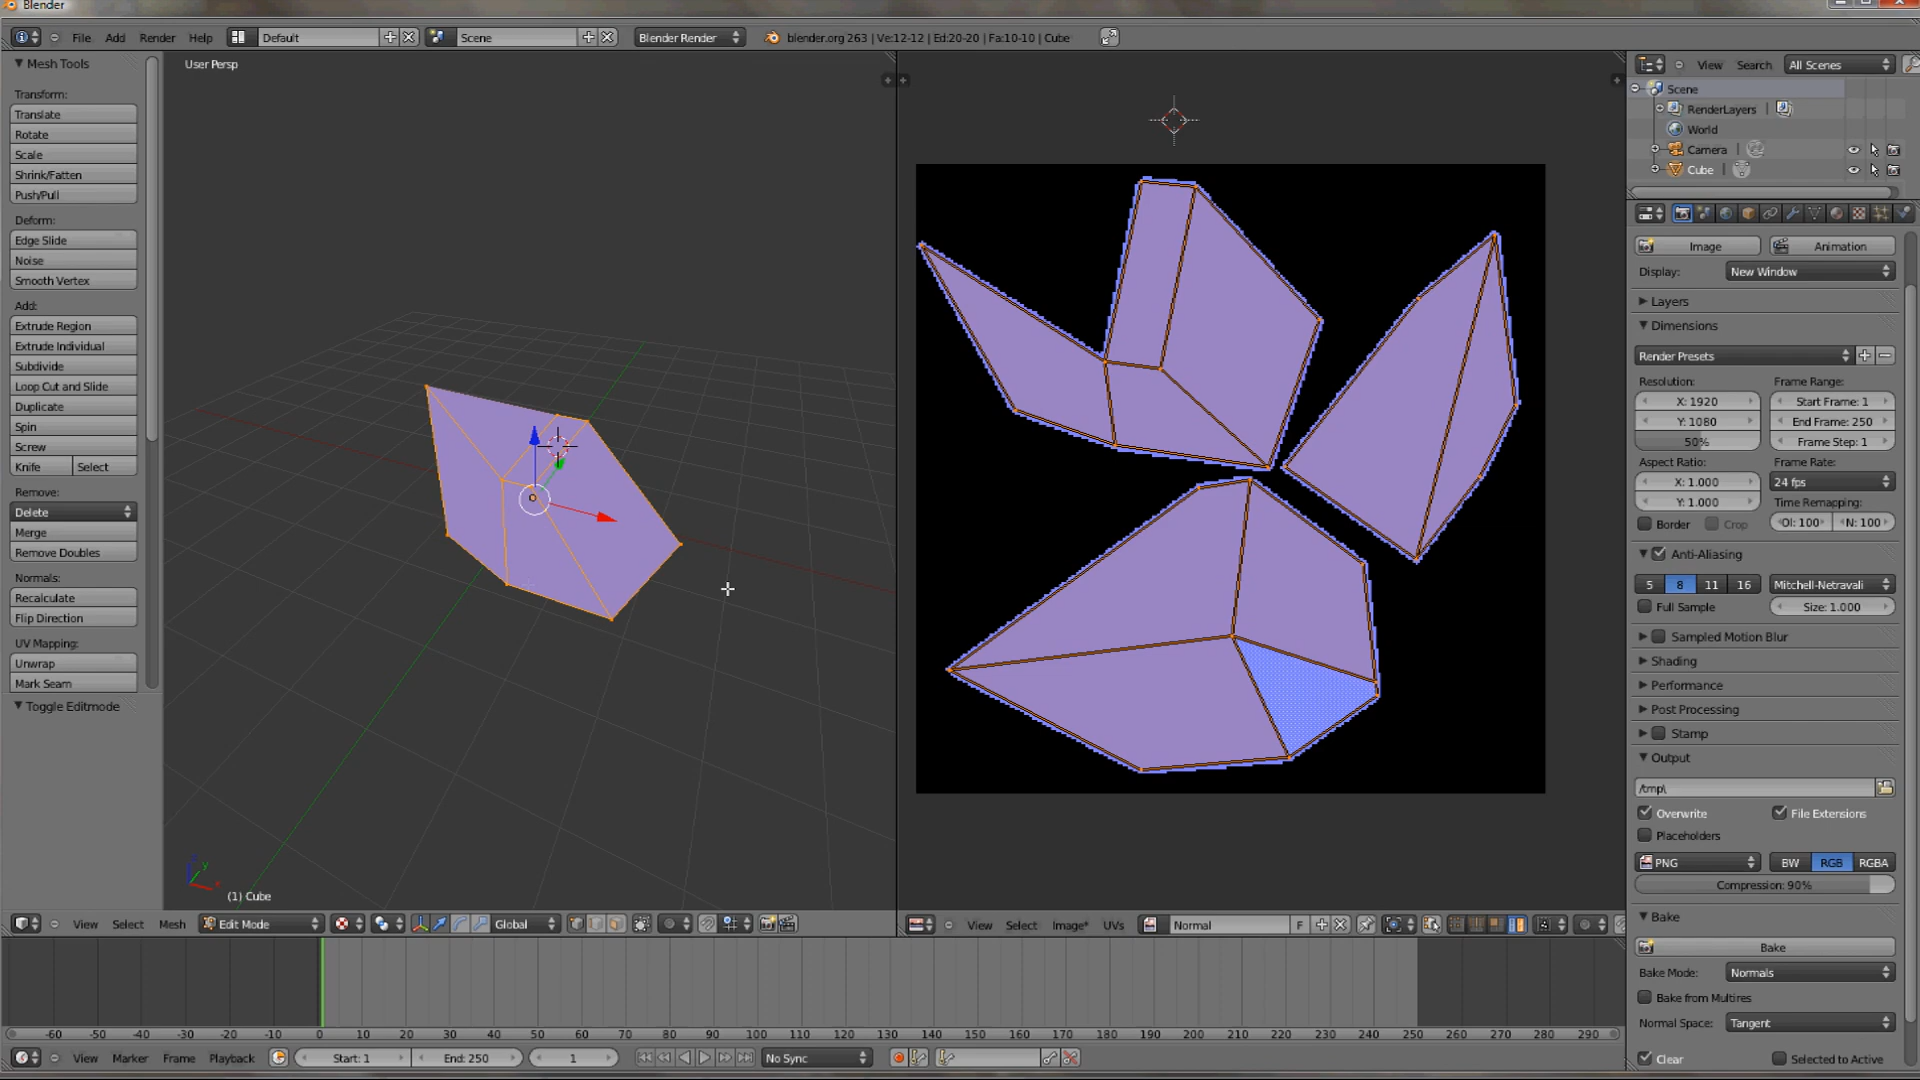 Blender
File Add Render Help Default Scene Blender Render blender.org 263 | Ve:12-12 | Ed:20-20 | Fa:10-10 | Cube
Mesh Tools
Transform:
Translate
Rotate
Scale
Shrink/Fatten
Push/Pull
Deform:
Edge Slide
Noise
Smooth Vertex
Add:
Extrude Region
Extrude Individual
Subdivide
Loop Cut and Slide
Duplicate
Spin
Screw
Knife Select
Remove:
Delete
Merge
Remove Doubles
Normals:
Recalculate
Flip Direction
UV Mapping:
Unwrap
Mark Seam
Toggle Editmode
User Persp
(1) Cube
View Select Mesh Edit Mode Global
View Select Image* UVs Normal F
View Search All Scenes
Scene
RenderLayers |
World
Camera |
Cube |
Image Animation
Display: New Window
Layers
Dimensions
Render Presets
Resolution: Frame Range:
X: 1920 Start Frame: 1
Y: 1080 End Frame: 250
50% Frame Step: 1
Aspect Ratio: Frame Rate:
X: 1.000 24 fps
Y: 1.000 Time Remapping:
Border Crop Ol: 100 N: 100
Anti-Aliasing
5 8 11 16 Mitchell-Netravali
Full Sample Size: 1.000
Sampled Motion Blur
Shading
Performance
Post Processing
Stamp
Output
/tmp\
Overwrite File Extensions
Placeholders
PNG BW RGB RGBA
Compression: 90%
Bake
Bake
Bake Mode: Normals
Bake from Multires
Normal Space: Tangent
Clear Selected to Active
-60 -50 -40 -30 -20 -10 0 10 20 30 40 50 60 70 80 90 100 110 120 130 140 150 160 170 180 190 200 210 220 230 240 250 260 270 280 290
View Marker Frame Playback Start: 1 End: 250 1 No Sync